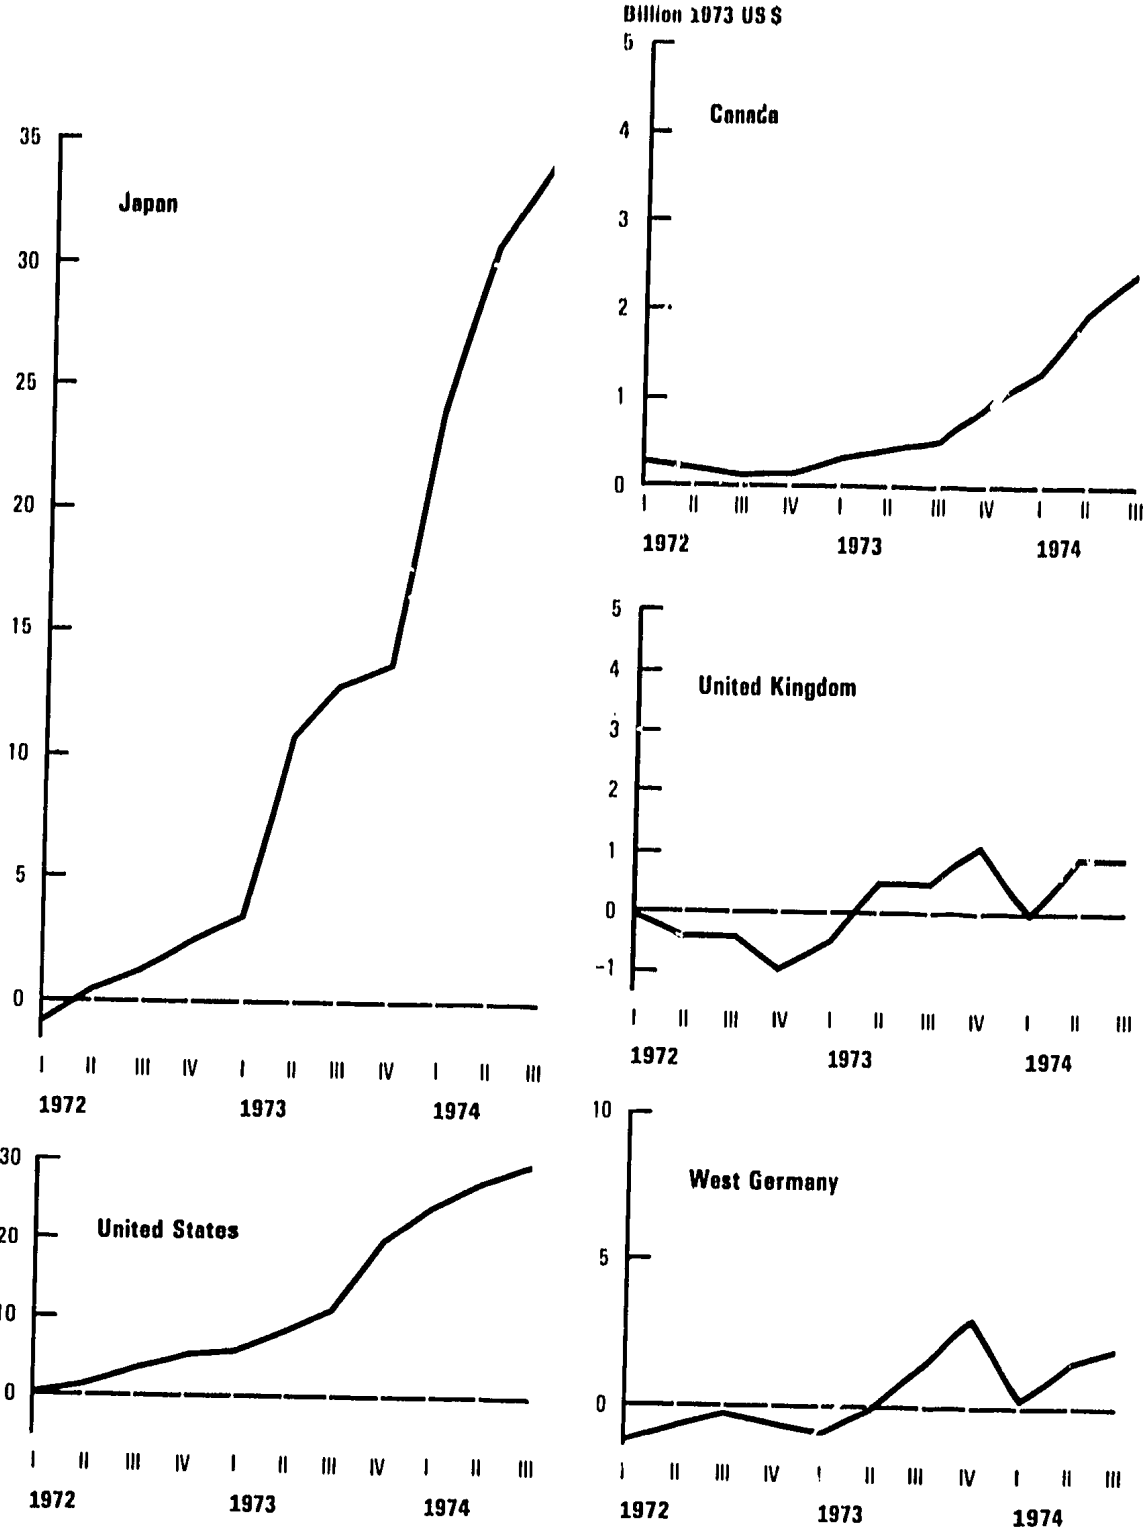 Billion 1973 US $
35
30
25
20
15
10
5
0
Japan
I II III IV I II III IV I II III
1972 1973 1974
30
20
10
0
United States
I II III IV I II III IV I II III
1972 1973 1974
5
4
3
2
1
0
Canada
I II III IV I II III IV I II III
1972 1973 1974
5
4
3
2
1
0
-1
United Kingdom
I II III IV I II III IV I II III
1972 1973 1974
10
5
0
West Germany
I II III IV I II III IV I II III
1972 1973 1974